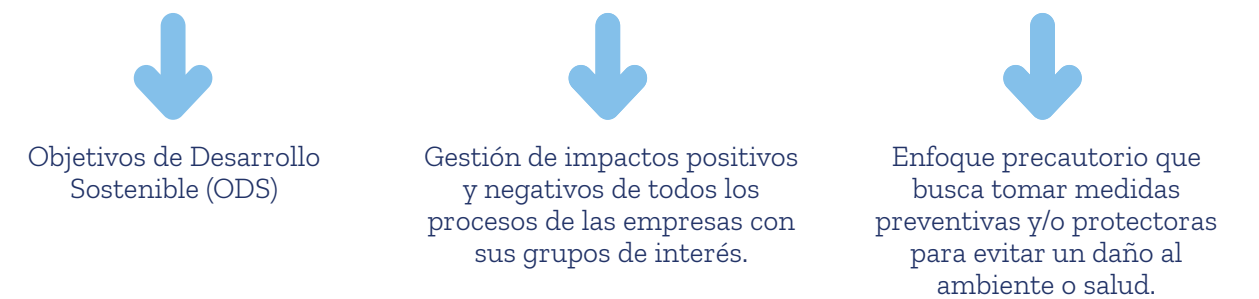 Objetivos de Desarrollo
Sostenible (ODS)
Gestión de impactos positivos
y negativos de todos los
procesos de las empresas con
sus grupos de interés.
Enfoque precautorio que
busca tomar medidas
preventivas y/o protectoras
para evitar un daño al
ambiente o salud.